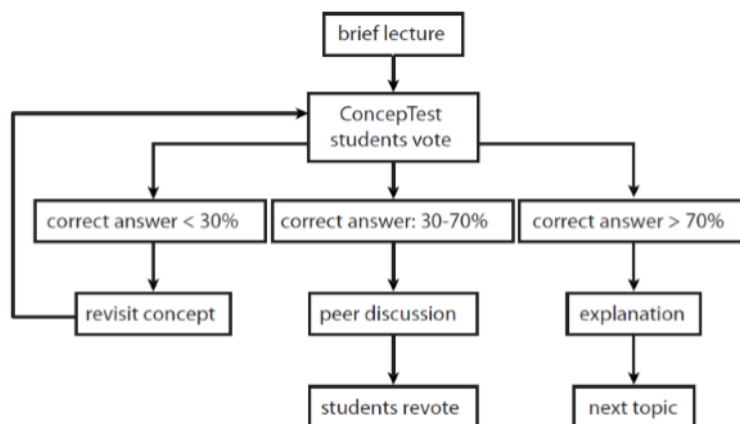 brief lecture
ConcepTest
students vote
correct answer < 30%
correct answer: 30-70%
correct answer > 70%
revisit concept
peer discussion
explanation
students revote
next topic